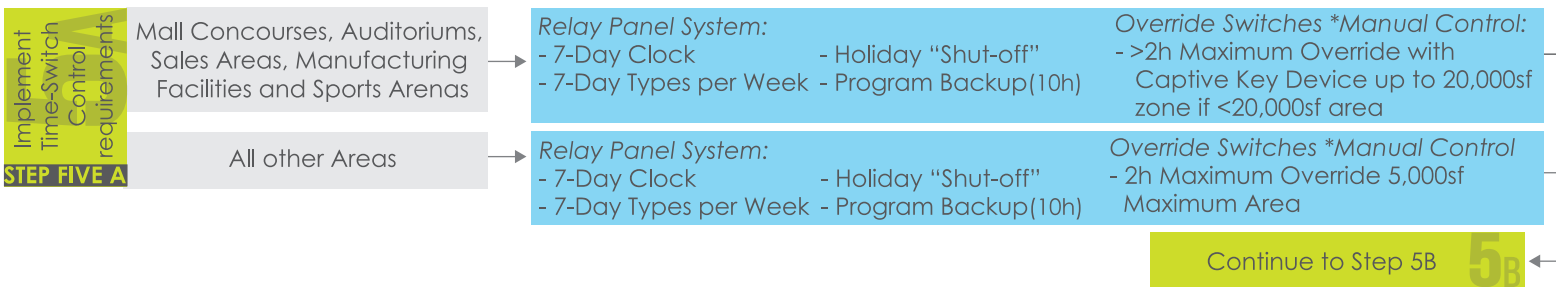 Implement
Time-Switch
Control
requirements
5A
STEP FIVE A
Mall Concourses, Auditoriums,
Sales Areas, Manufacturing
Facilities and Sports Arenas
Relay Panel System:
- 7-Day Clock
- 7-Day Types per Week
- Holiday “Shut-off”
- Program Backup(10h)
Override Switches *Manual Control:
- >2h Maximum Override with
Captive Key Device up to 20,000sf
zone if <20,000sf area
All other Areas
Relay Panel System:
- 7-Day Clock
- 7-Day Types per Week
- Holiday “Shut-off”
- Program Backup(10h)
Override Switches *Manual Control
- 2h Maximum Override 5,000sf
Maximum Area
Continue to Step 5B
5B